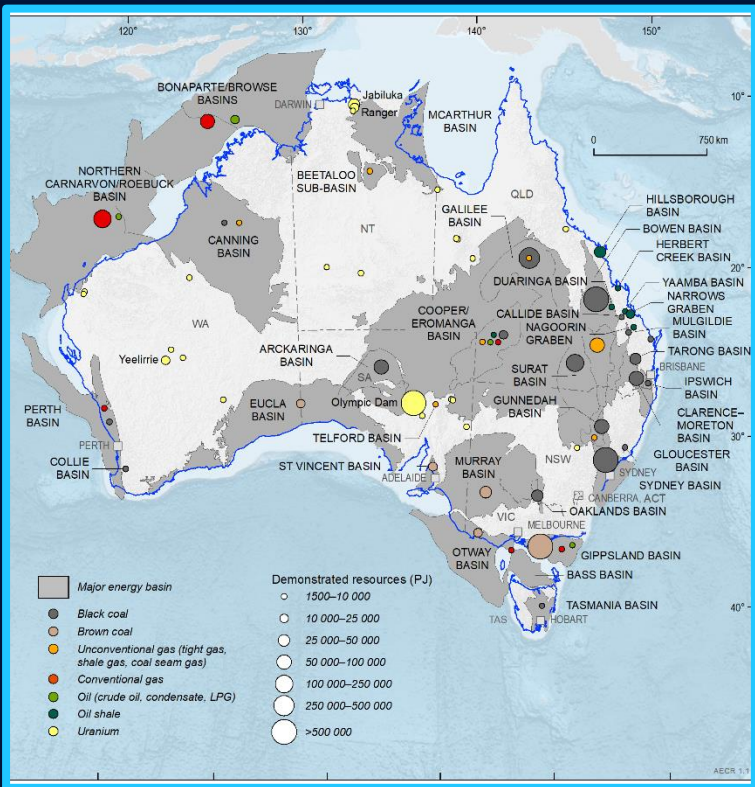 120°
130°
140°
150°
BONAPARTE/BROWSE
BASINS
DARWIN
Jabiluka
Ranger
MCARTHUR
BASIN
10°
0
750 km
NORTHERN
CARNARVON/ROEBUCK
BASIN
BEETALOO
SUB-BASIN
QLD
GALILEE
BASIN
HILLSBOROUGH
BASIN
BOWEN BASIN
HERBERT
CREEK BASIN
NT
CANNING
BASIN
20°
DUARINGA BASIN
YAAMBA BASIN
NARROWS
GRABEN
CALLIDE BASIN
NAGOORIN
GRABEN
MULGILDIE
BASIN
COOPER/
EROMANGA
BASIN
WA
Yeelirrie
ARCKARINGA
BASIN
SA
TARONG BASIN
BRISBANE
SURAT
BASIN
IPSWICH
BASIN
EUCLA
BASIN
Olympic Dam
GUNNEDAH
BASIN
CLARENCE–
MORETON
BASIN
PERTH
BASIN
TELFORD BASIN
PERTH
30°
GLOUCESTER
BASIN
COLLIE
BASIN
ST VINCENT BASIN
ADELAIDE
MURRAY
BASIN
NSW
SYDNEY
SYDNEY BASIN
CANBERRA, ACT
OAKLANDS BASIN
VIC
MELBOURNE
OTWAY
BASIN
GIPPSLAND BASIN
BASS BASIN
TASMANIA BASIN
40°
TAS
HOBART
Major energy basin
Black coal
Brown coal
Unconventional gas (tight gas,
shale gas, coal seam gas)
Conventional gas
Oil (crude oil, condensate, LPG)
Oil shale
Uranium
Demonstrated resources (PJ)
1500–10 000
10 000–25 000
25 000–50 000
50 000–100 000
100 000–250 000
250 000–500 000
>500 000
AECR 1.1